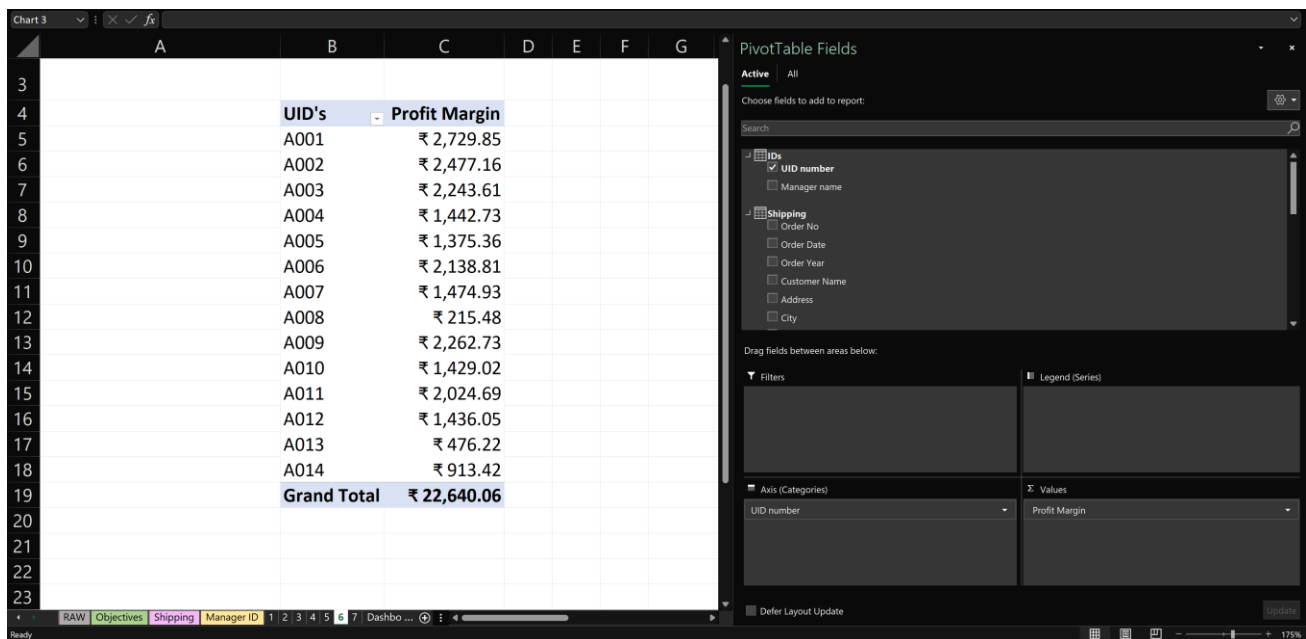 Chart 3 fx
A B C D E F G
3
4 UID's Profit Margin
5 A001 ₹ 2,729.85
6 A002 ₹ 2,477.16
7 A003 ₹ 2,243.61
8 A004 ₹ 1,442.73
9 A005 ₹ 1,375.36
10 A006 ₹ 2,138.81
11 A007 ₹ 1,474.93
12 A008 ₹ 215.48
13 A009 ₹ 2,262.73
14 A010 ₹ 1,429.02
15 A011 ₹ 2,024.69
16 A012 ₹ 1,436.05
17 A013 ₹ 476.22
18 A014 ₹ 913.42
19 Grand Total ₹ 22,640.06
20
21
22
23
RAW Objectives Shipping Manager ID 1 2 3 4 5 6 7 Dashbo ...
Ready
PivotTable Fields
Active All
Choose fields to add to report:
Search
IDs
UID number
Manager name
Shipping
Order No
Order Date
Order Year
Customer Name
Address
City
Drag fields between areas below:
Filters
Legend (Series)
Axis (Categories)
UID number
Σ Values
Profit Margin
Defer Layout Update
Update
175%